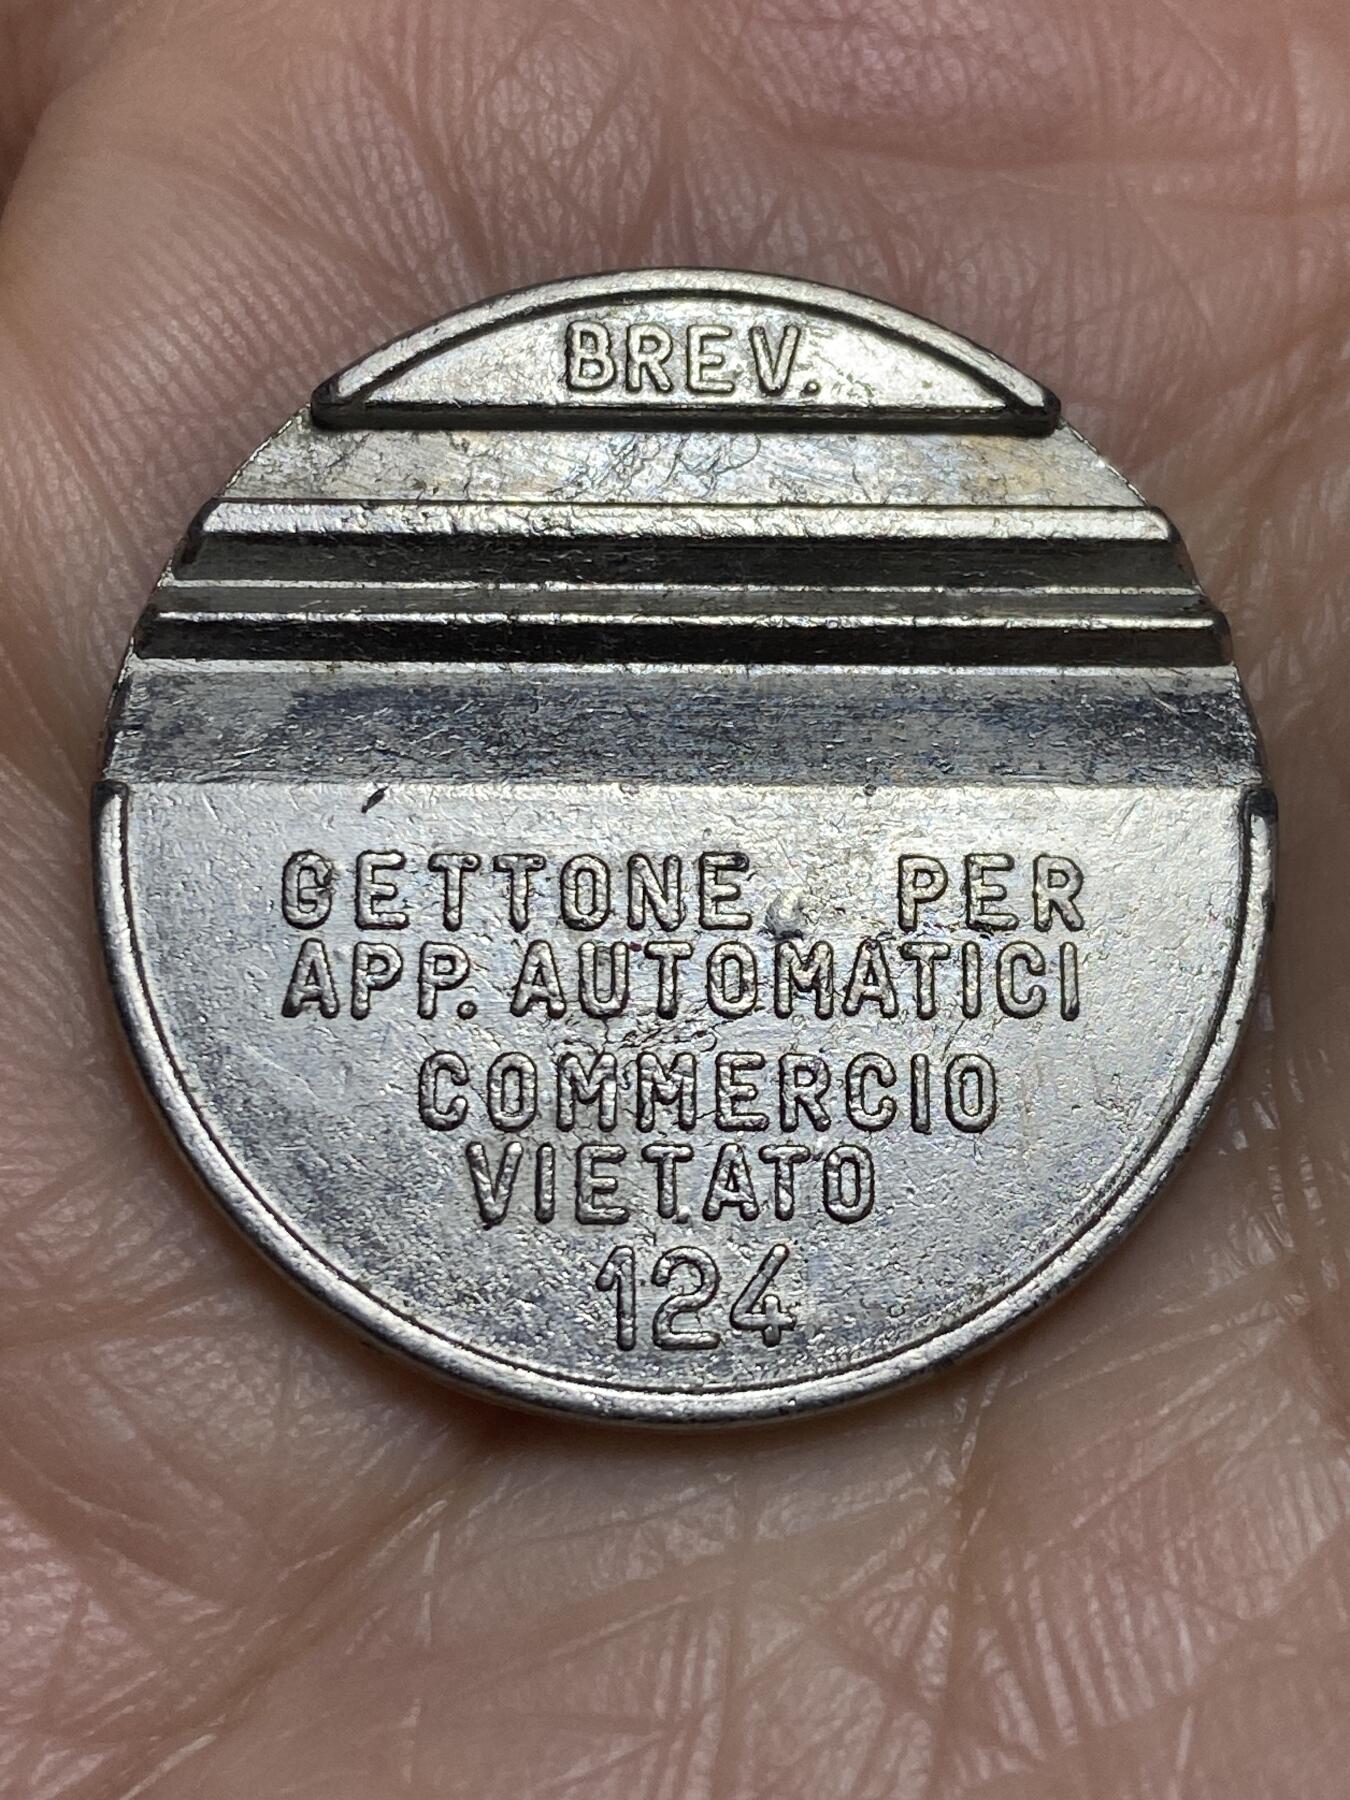 BREV.
GETTONE PER
APP. AUTOMATICI
COMMERCIO
VIETATO
124